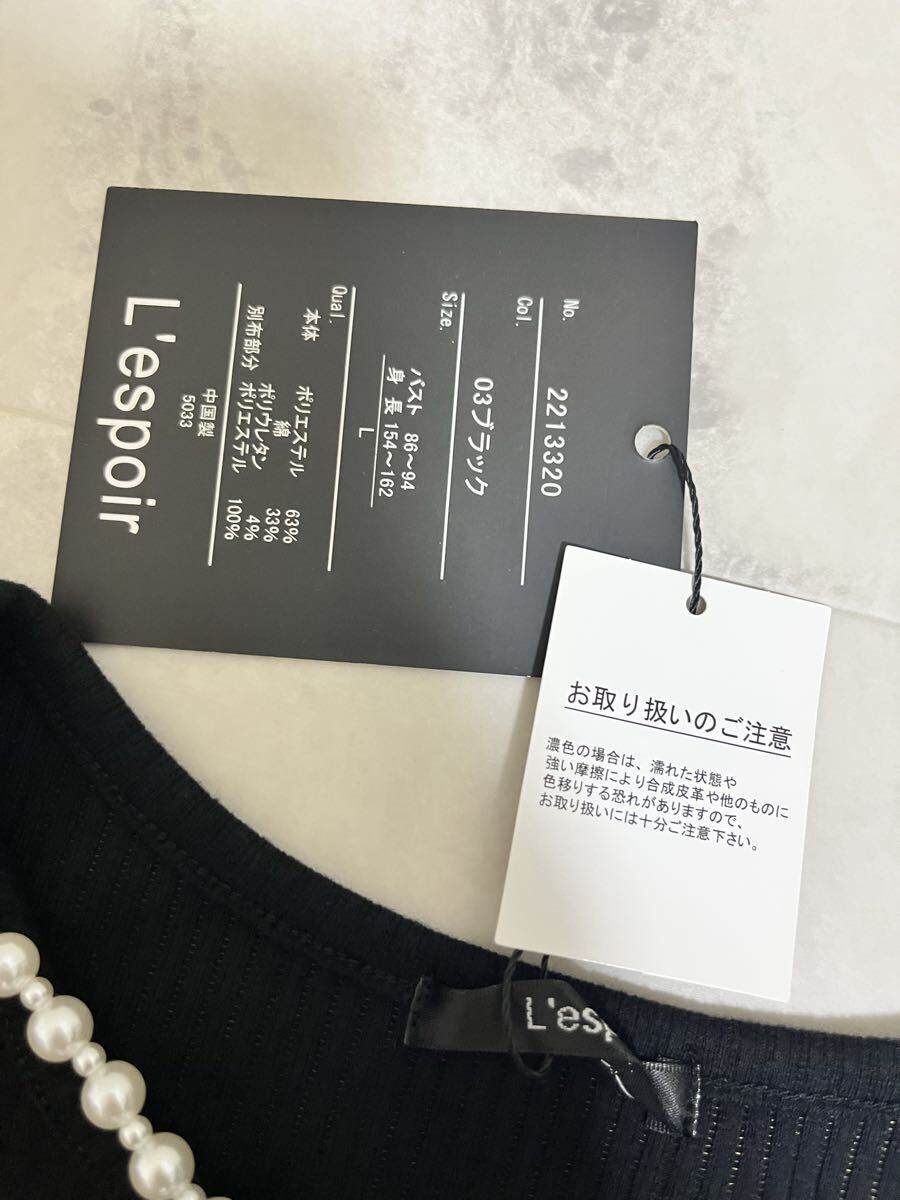 No. 2213320
Col. 03ブラック
Size.
バスト 86～94
身 長 154～162
L
Qual.
本体 ポリエステル 63%
綿 33%
ポリウレタン 4%
別布部分 ポリエステル 100%
中国製
5033
L'espoir
お取り扱いのご注意
濃色の場合は、濡れた状態や
強い摩擦により合成皮革や他のものに
色移りする恐れがありますので、
お取り扱いには十分ご注意下さい。
L'esp